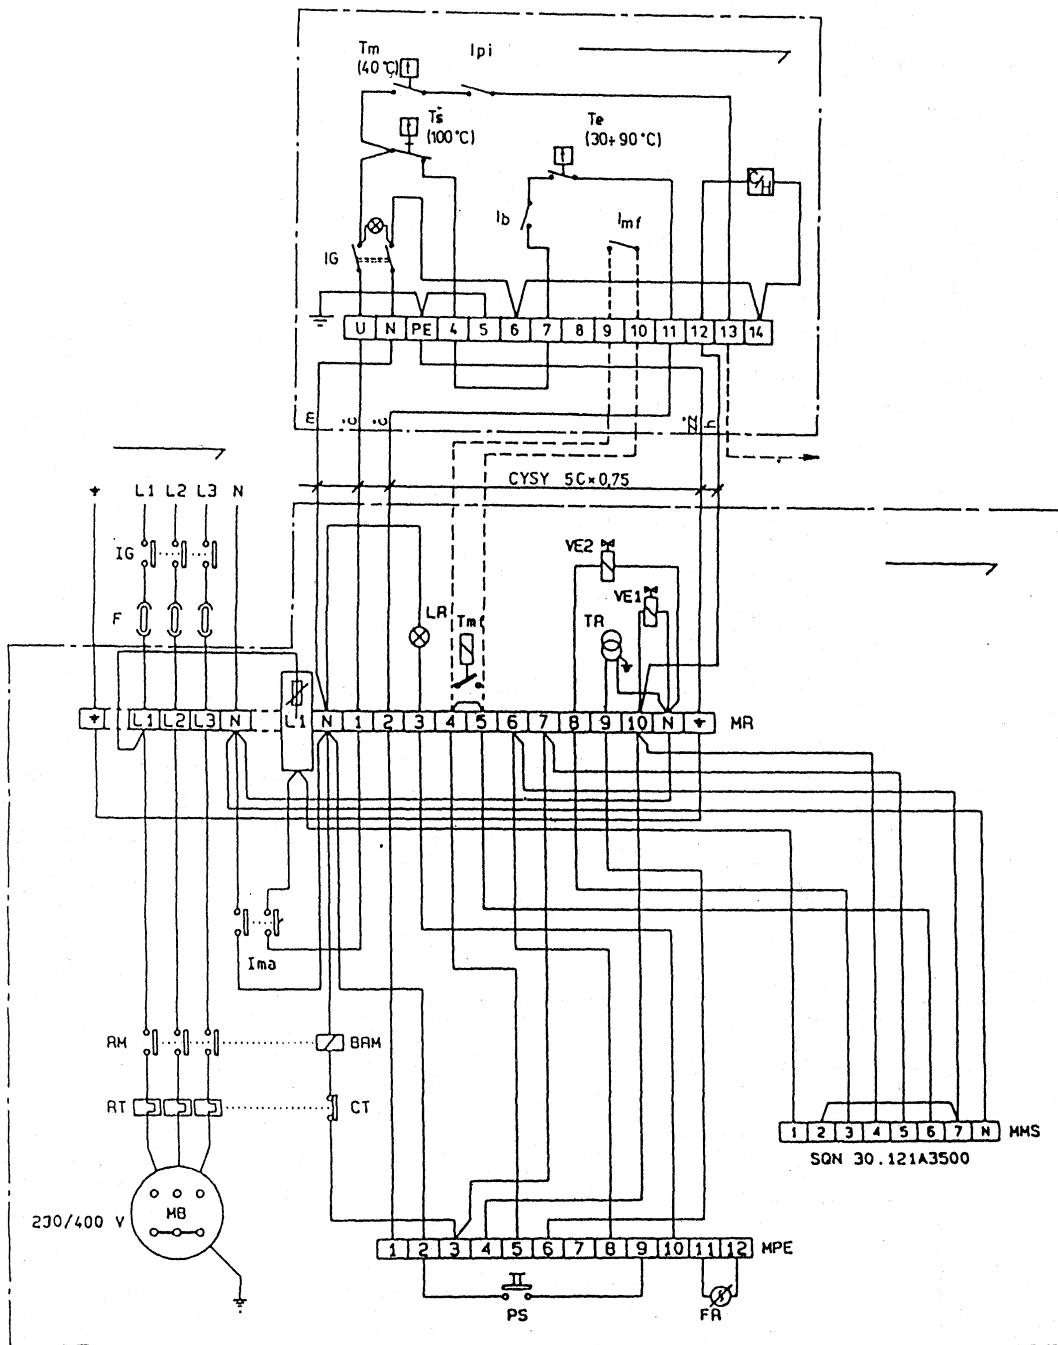 Tm
(40°C)
Ipi
Ts
(100°C)
Te
(30÷90°C)
C/H
Ib
Imf
IG
U N PE 4 5 6 7 8 9 10 11 12 13 14
m
h
CYSY 5C×0,75
L1 L2 L3 N
IG
F
VE2
VE1
LR
Tmf
TR
L1 L2 L3 N L1 N 1 2 3 4 5 6 7 8 9 10 N
MR
Ima
RM
BRM
RT
CT
1 2 3 4 5 6 7 N
MMS
SQN 30.121A3500
MB
230/400 V
1 2 3 4 5 6 7 8 9 10 11 12
MPE
PS
FR